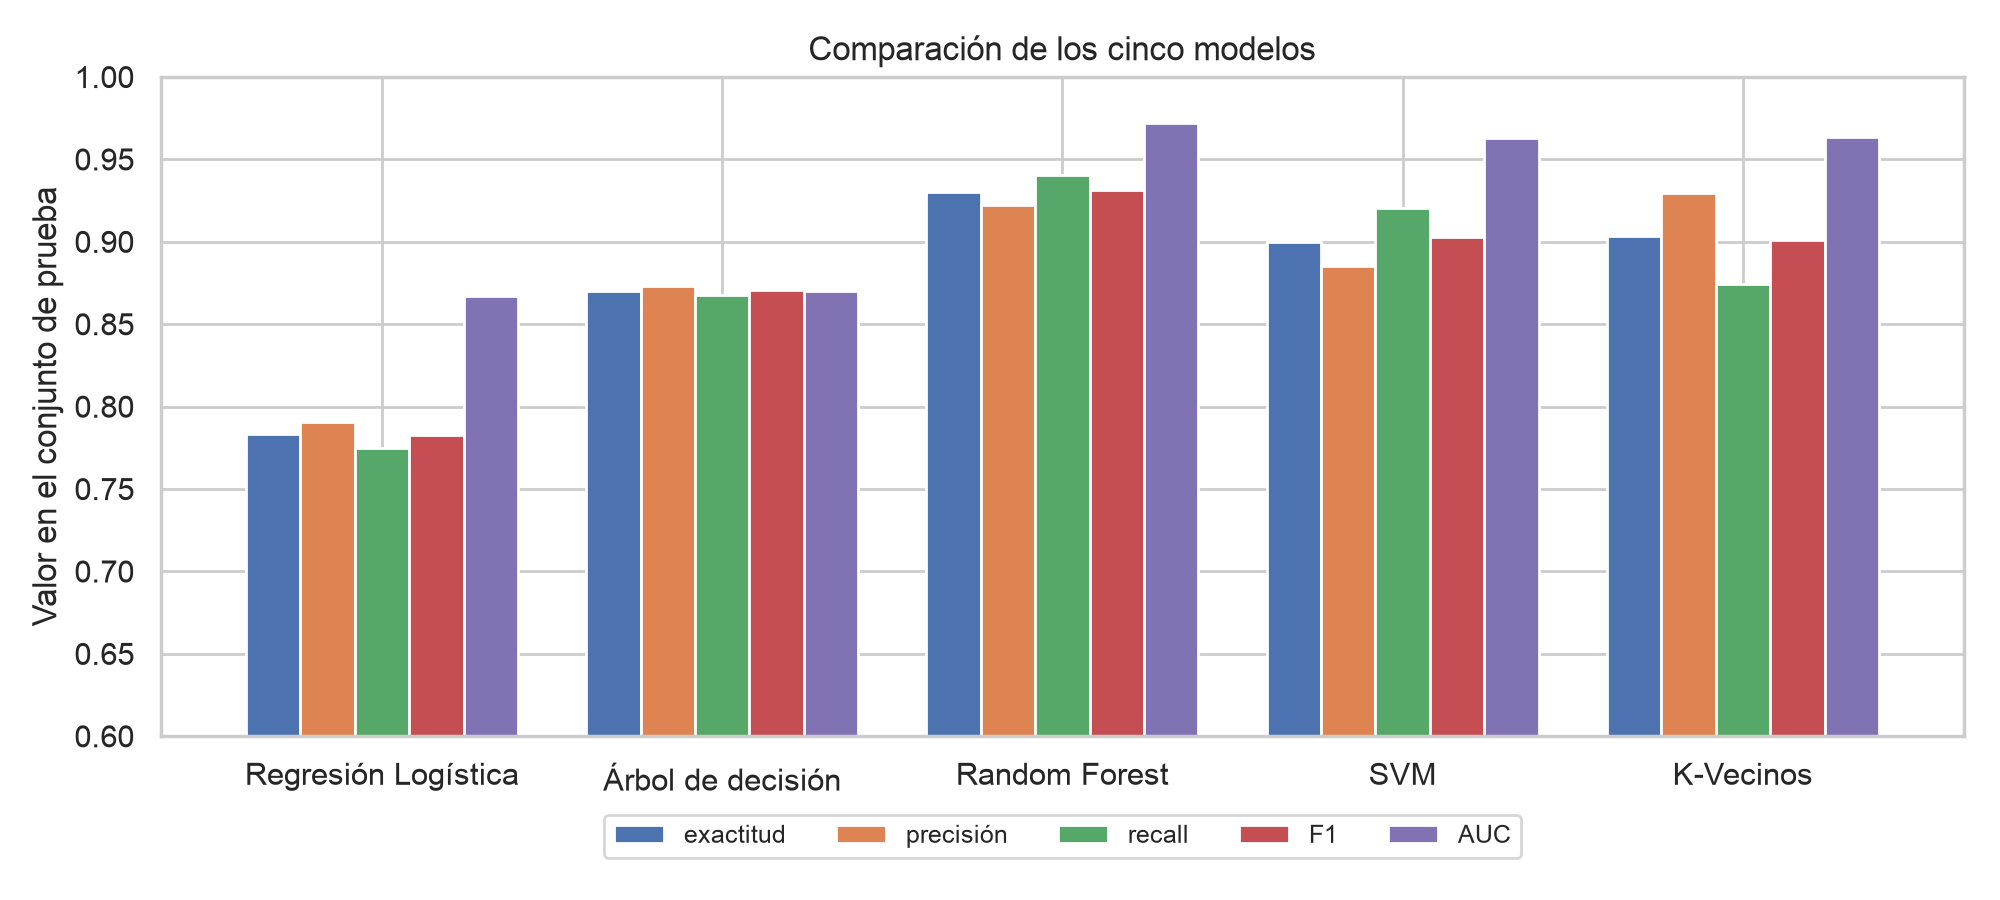 Comparación de los cinco modelos
Valor en el conjunto de prueba
1.00
0.95
0.90
0.85
0.80
0.75
0.70
0.65
0.60
Regresión Logística Árbol de decisión Random Forest SVM K-Vecinos
exactitud precisión recall F1 AUC